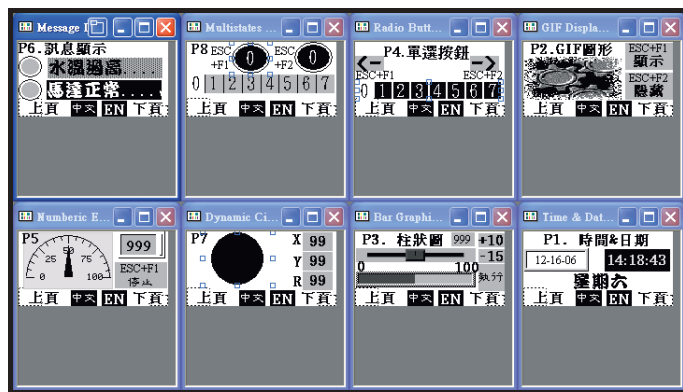 Message I
P6.訊息顯示
水溫過高....
馬達正常....
上頁 中文 EN 下頁
Multistates ...
P8 ESC +F1 0 ESC +F2 0
0 1 2 3 4 5 6 7
上頁 中文 EN 下頁
Radio Butt...
P4.單選按鈕
<- ->
ESC+F1 ESC+F2
0 1 2 3 4 5 6 7
上頁 中文 EN 下頁
GIF Displa...
P2.GIF圖形
ESC+F1
顯示
ESC+F2
隱藏
上頁 中文 EN 下頁
Numberic E...
P5
0 25 50 75 100
999
ESC+F1
停止
上頁 中文 EN 下頁
Dynamic Ci...
P7
X 99
Y 99
R 99
上頁 中文 EN 下頁
Bar Graphi...
P3. 柱狀圖 999 +10
-15
0 100
執行
上頁 中文 EN 下頁
Time & Dat...
P1. 時間&日期
12-16-06 14:18:43
星期六
上頁 中文 EN 下頁